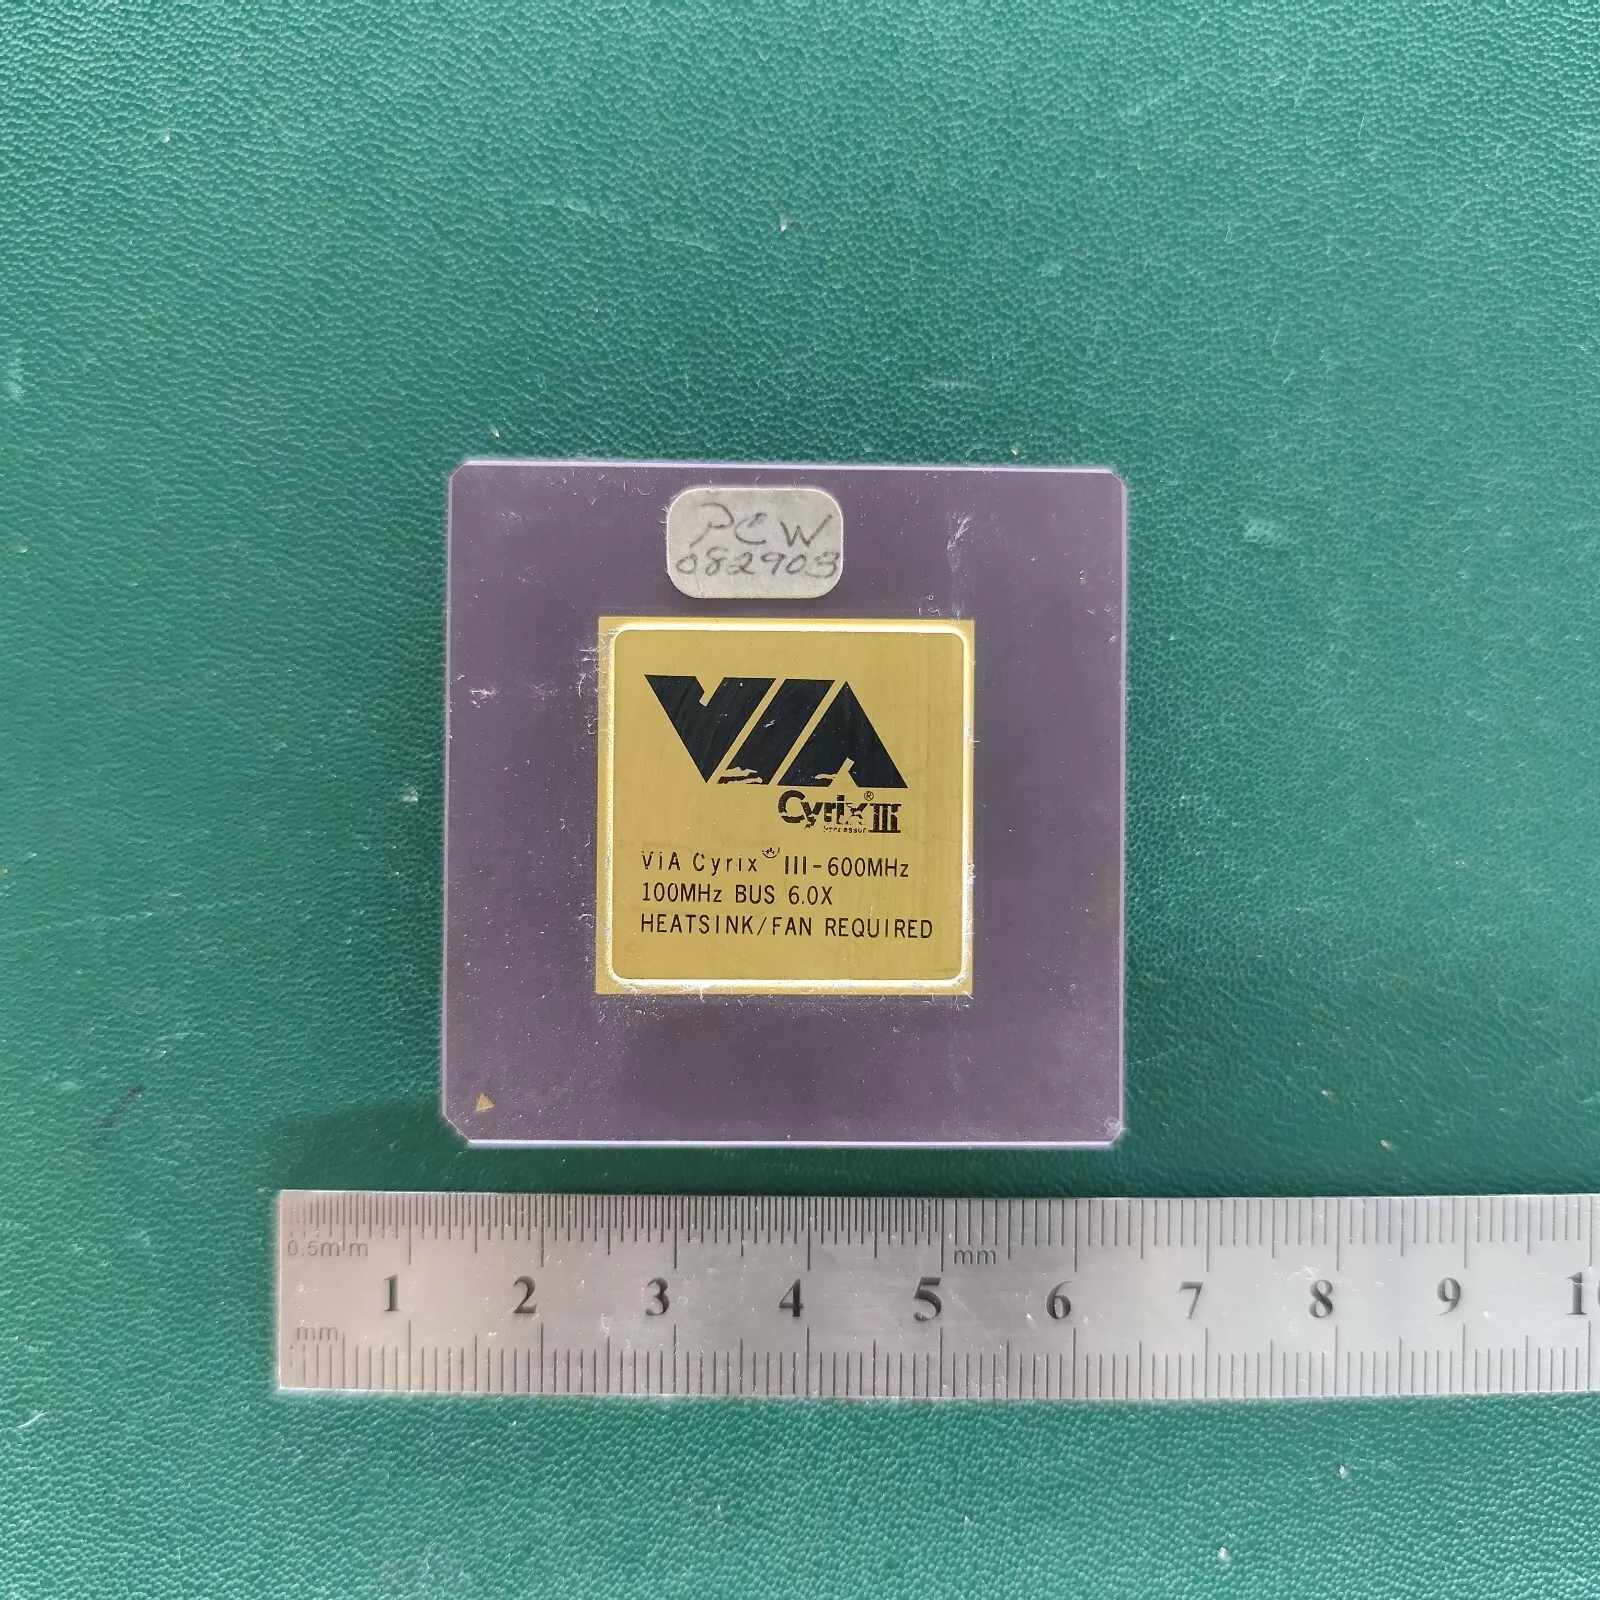 PCW
082903
VIA
Cyrix® III
Processor
VIA Cyrix III-600MHz
100MHz BUS 6.0X
HEATSINK/FAN REQUIRED
0.5mm
mm
1 2 3 4 5 6 7 8 9
mm